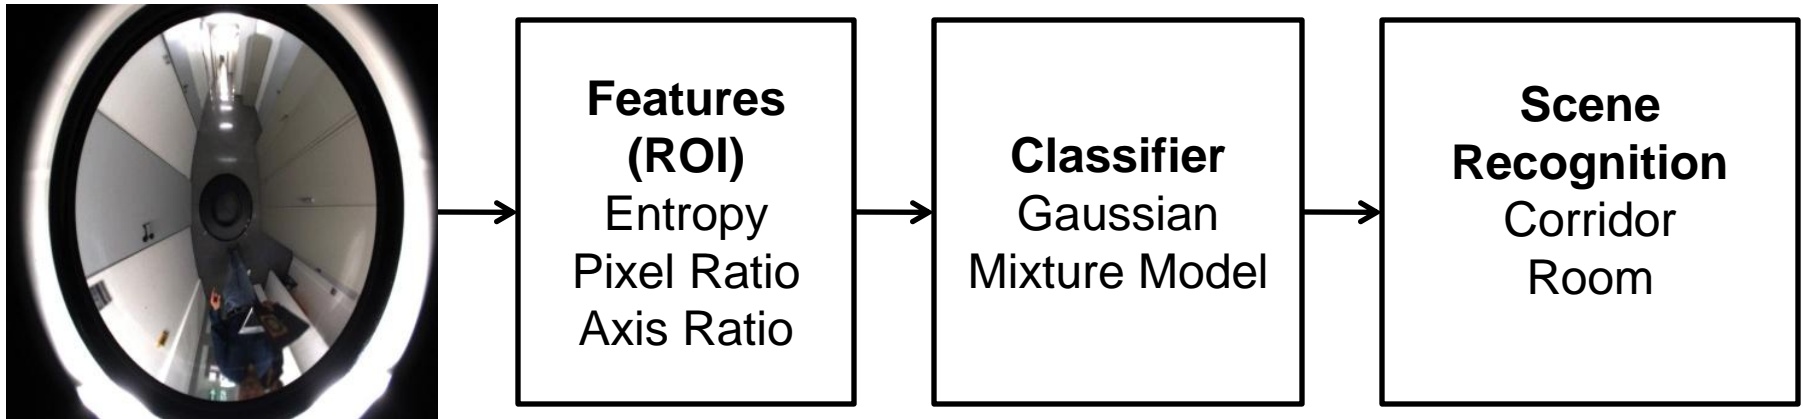 Features
(ROI)
Entropy
Pixel Ratio
Axis Ratio
Classifier
Gaussian
Mixture Model
Scene
Recognition
Corridor
Room